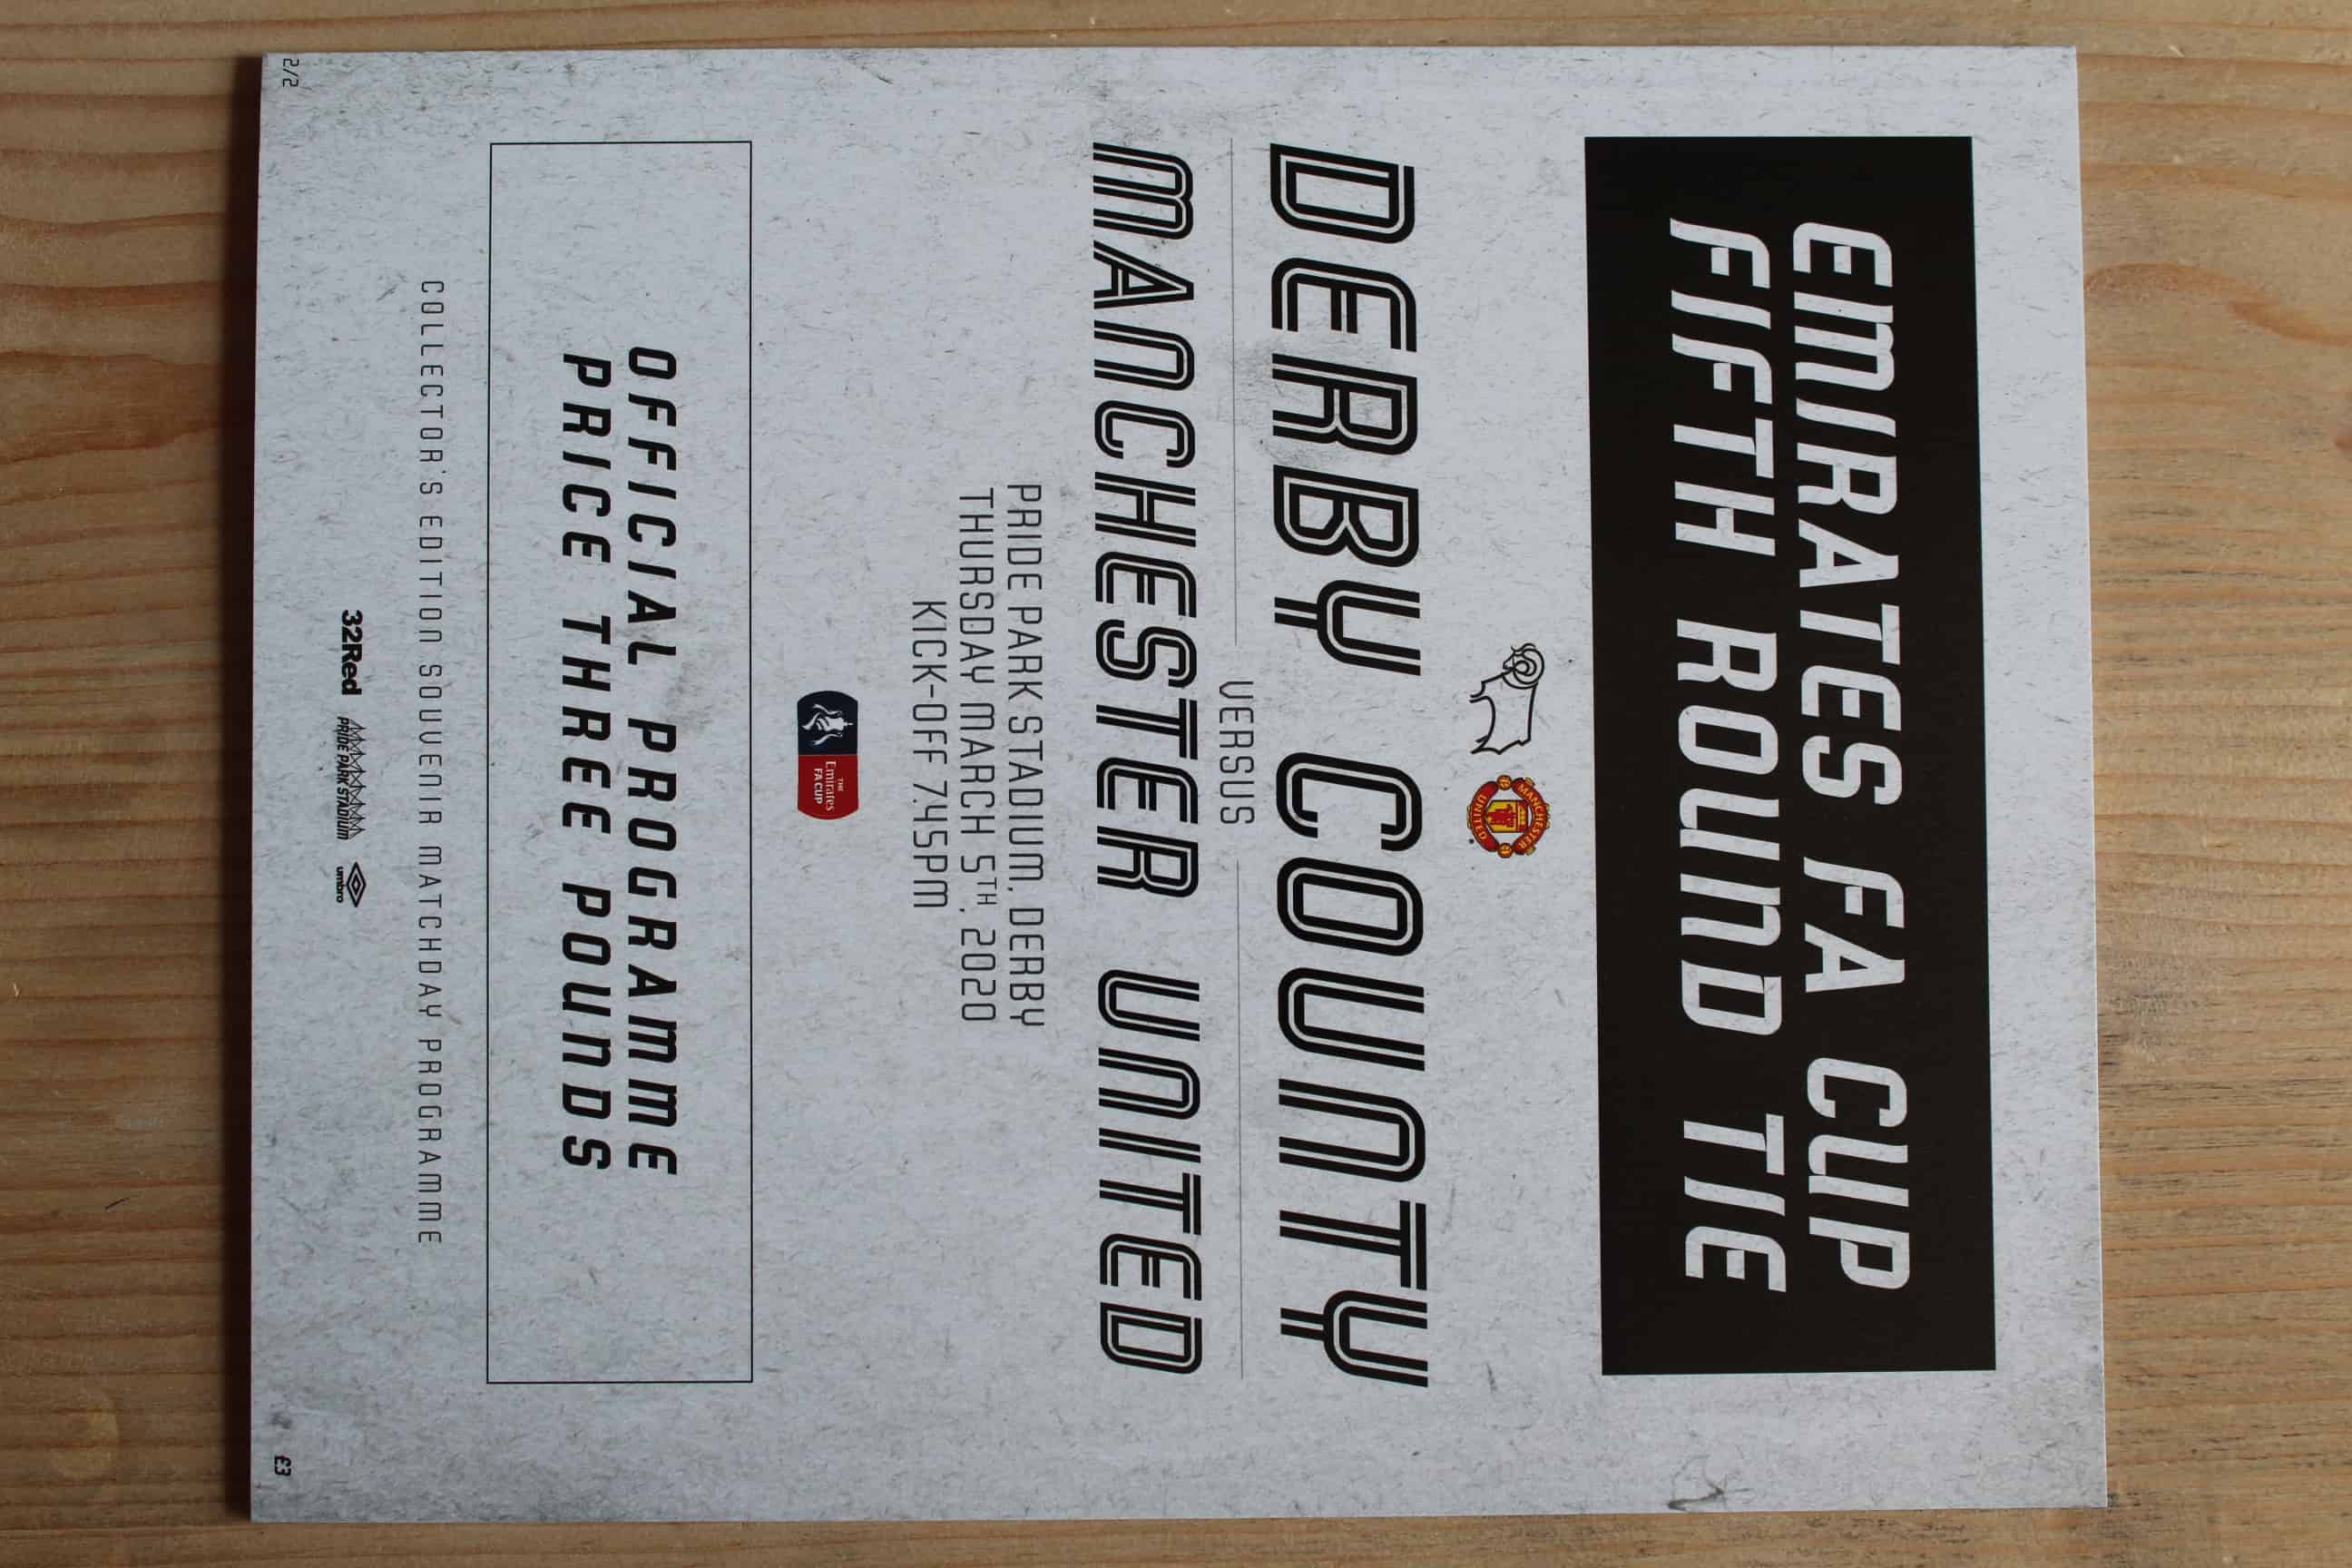 EMIRATES FA CUP
FIFTH ROUND TIE
MANCHESTER
UNITED
DERBY COUNTY
VERSUS
MANCHESTER UNITED
PRIDE PARK STADIUM, DERBY
THURSDAY MARCH 5TH, 2020
KICK-OFF 7.45PM
THE
Emirates
FA CUP
OFFICIAL PROGRAMME
PRICE THREE POUNDS
COLLECTOR'S EDITION SOUVENIR MATCHDAY PROGRAMME
32Red PRIDE PARK STADIUM umbro
2/2 £3